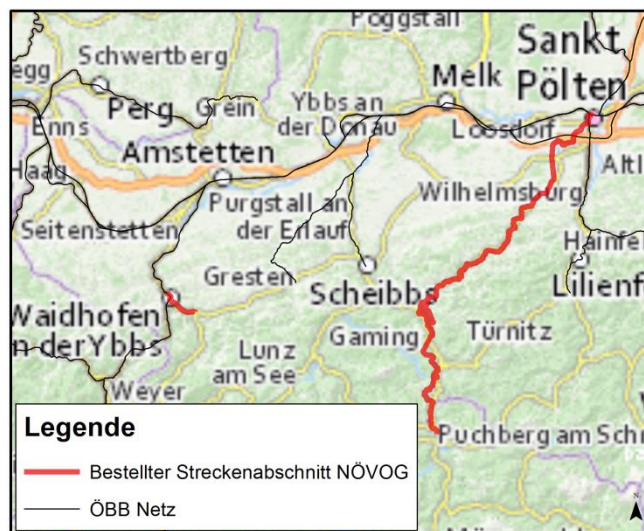 Poggstall
Sankt
Pölten
Schwertberg
egg
Melk
Perg
Grein
Ybbs an
der Donau
Loosdorf
Enns
Haag
Amstetten
Altl
Wilhelmsburg
Purgstall an
der Erlauf
Seitenstetten
Hainfel
Gresten
Scheibbs
Lilienf
Waidhofen
n der Ybbs
Gaming
Türnitz
Lunz
am See
Weyer
Puchberg am Schn
Legende
Bestellter Streckenabschnitt NÖVOG
ÖBB Netz
N